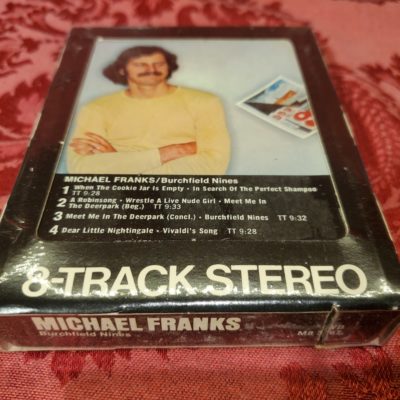 MICHAEL FRANKS/Burchfield Nines
1 When The Cookie Jar Is Empty • In Search Of The Perfect Shampoo
TT 9:28
2 A Robinsong • Wrestle A Live Nude Girl • Meet Me In
The Deerpark (Beg.) TT 9:33
3 Meet Me In The Deerpark (Concl.) • Burchfield Nines TT 9:32
4 Dear Little Nightingale • Vivaldi's Song TT 9:28
8-TRACK STEREO
MICHAEL FRANKS
Burchfield Nines